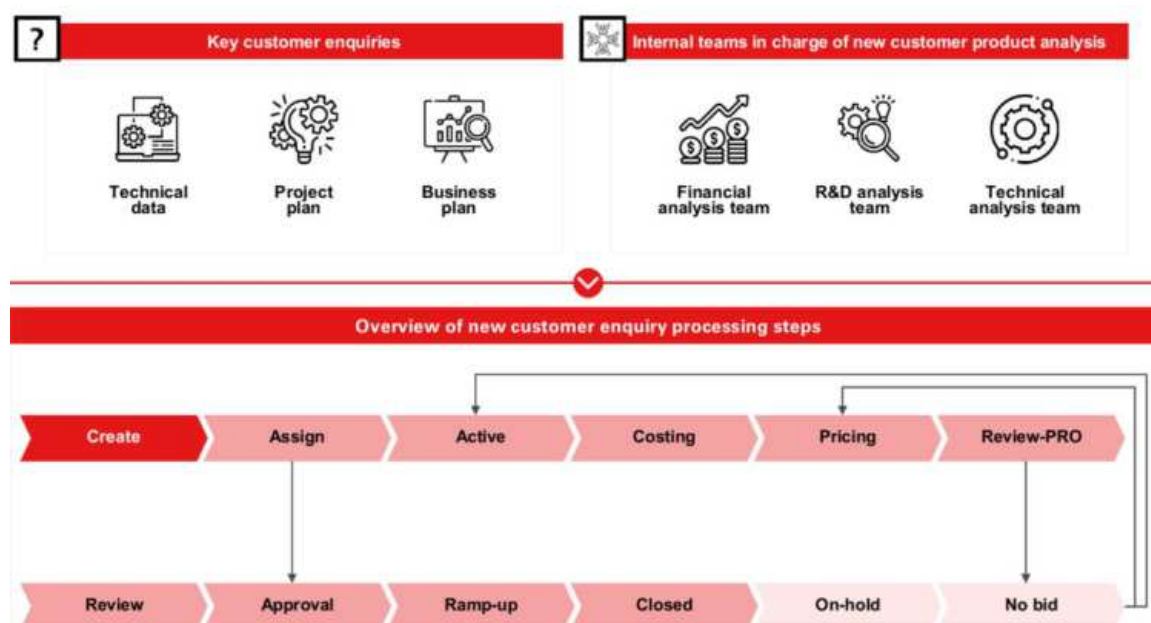 ?
Key customer enquiries
Internal teams in charge of new customer product analysis
Technical
data
Project
plan
Business
plan
Financial
analysis team
R&D analysis
team
Technical
analysis team
Overview of new customer enquiry processing steps
Create
Assign
Active
Costing
Pricing
Review-PRO
Review
Approval
Ramp-up
Closed
On-hold
No bid